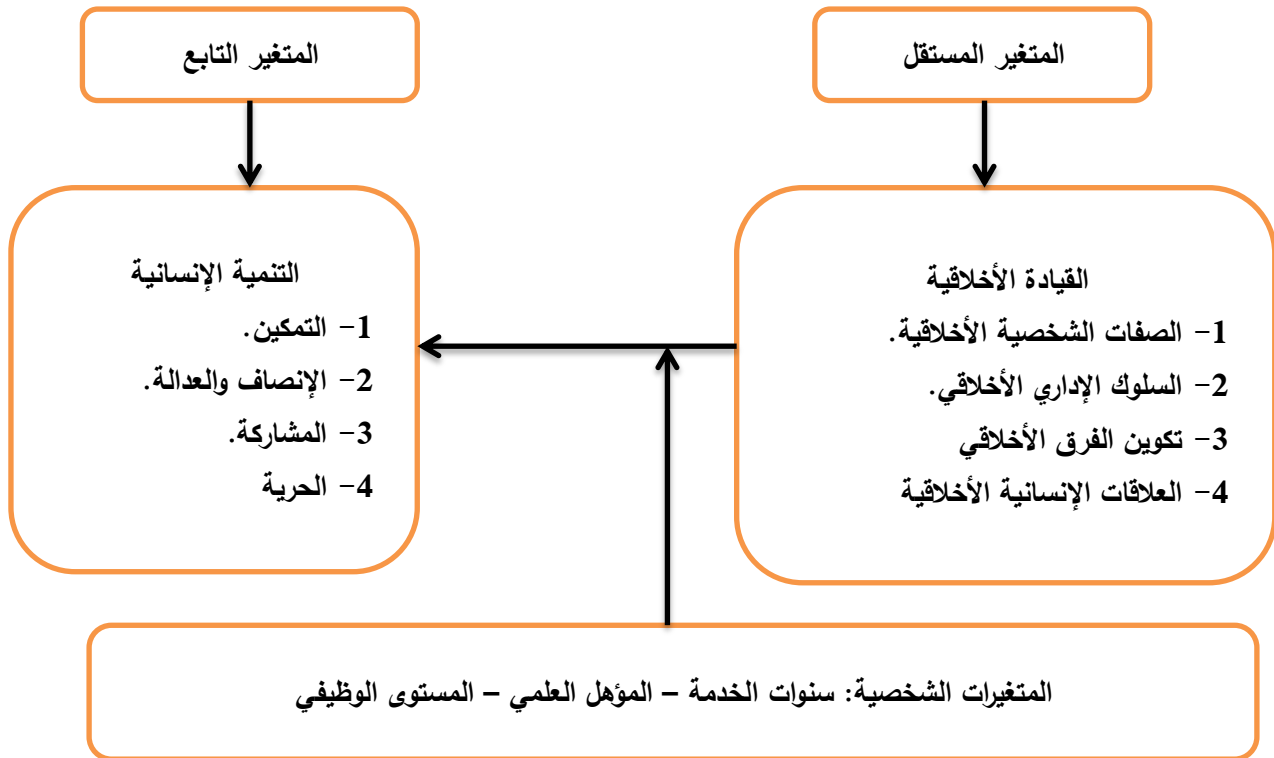 المتغير المستقل
المتغير التابع
القيادة الأخلاقية
1- الصفات الشخصية الأخلاقية.
2- السلوك الإداري الأخلاقي.
3- تكوين الفرق الأخلاقي
4- العلاقات الإنسانية الأخلاقية
التنمية الإنسانية
1- التمكين.
2- الإنصاف والعدالة.
3- المشاركة.
4- الحرية
المتغيرات الشخصية: سنوات الخدمة – المؤهل العلمي – المستوى الوظيفي